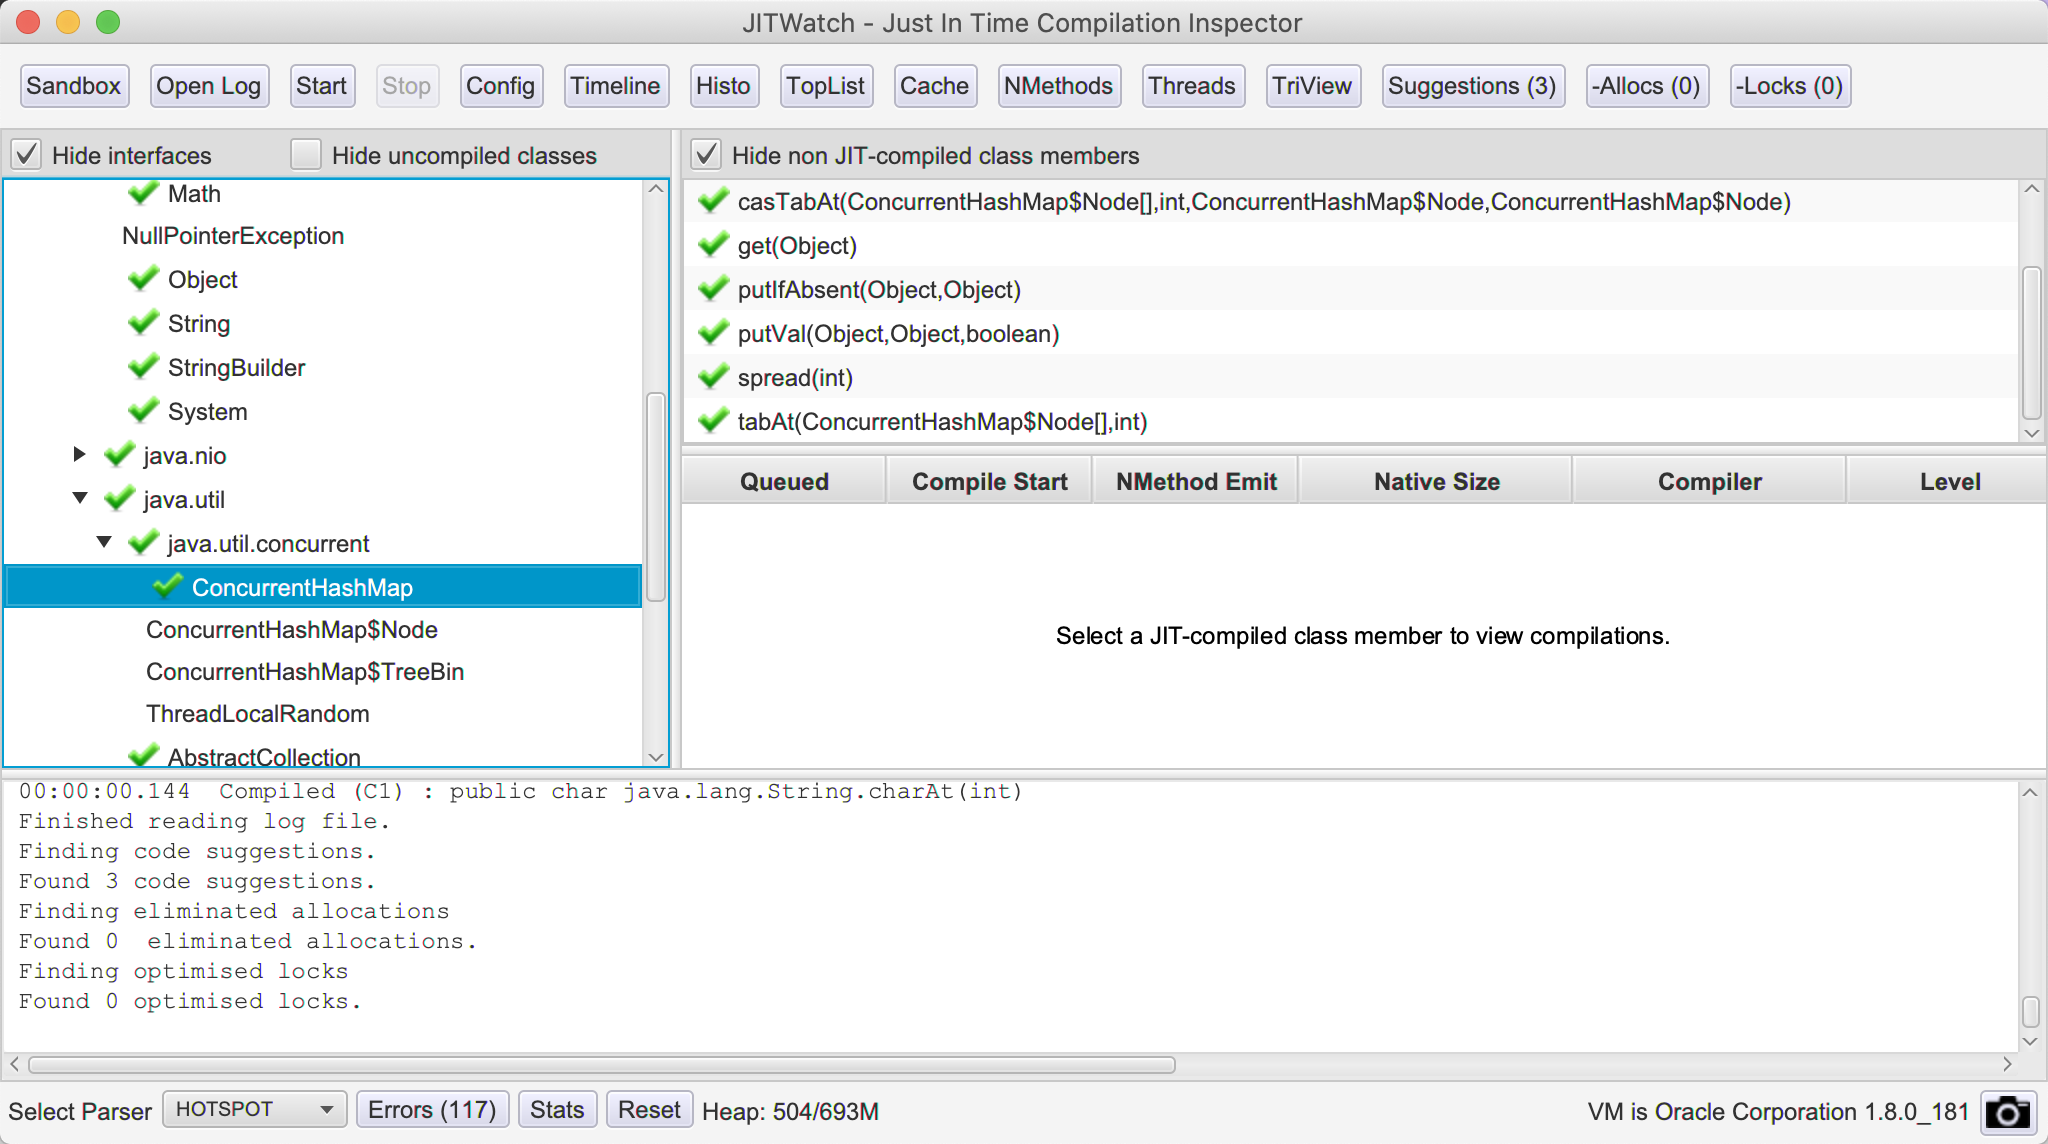 JITWatch - Just In Time Compilation Inspector
Sandbox Open Log Start Stop Config Timeline Histo TopList Cache NMethods Threads TriView Suggestions (3) -Allocs (0) -Locks (0)
Hide interfaces Hide uncompiled classes
Math
NullPointerException
Object
String
StringBuilder
System
java.nio
java.util
java.util.concurrent
ConcurrentHashMap
ConcurrentHashMap$Node
ConcurrentHashMap$TreeBin
ThreadLocalRandom
AbstractCollection
Hide non JIT-compiled class members
casTabAt(ConcurrentHashMap$Node[],int,ConcurrentHashMap$Node,ConcurrentHashMap$Node)
get(Object)
putIfAbsent(Object,Object)
putVal(Object,Object,boolean)
spread(int)
tabAt(ConcurrentHashMap$Node[],int)
Queued Compile Start NMethod Emit Native Size Compiler Level
Select a JIT-compiled class member to view compilations.
00:00:00.144  Compiled (C1) : public char java.lang.String.charAt(int)
Finished reading log file.
Finding code suggestions.
Found 3 code suggestions.
Finding eliminated allocations
Found 0  eliminated allocations.
Finding optimised locks
Found 0 optimised locks.
Select Parser HOTSPOT Errors (117) Stats Reset Heap: 504/693M VM is Oracle Corporation 1.8.0_181